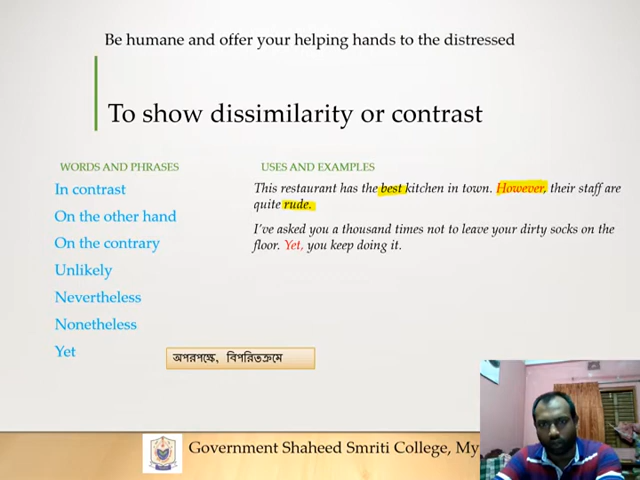 Be humane and offer your helping hands to the distressed
To show dissimilarity or contrast
WORDS AND PHRASES
In contrast
On the other hand
On the contrary
Unlikely
Nevertheless
Nonetheless
Yet
USES AND EXAMPLES
This restaurant has the best kitchen in town. However, their staff are
quite rude.
I've asked you a thousand times not to leave your dirty socks on the
floor. Yet, you keep doing it.
অপরপক্ষে, বিপরিতক্রমে
Government Shaheed Smriti College, My